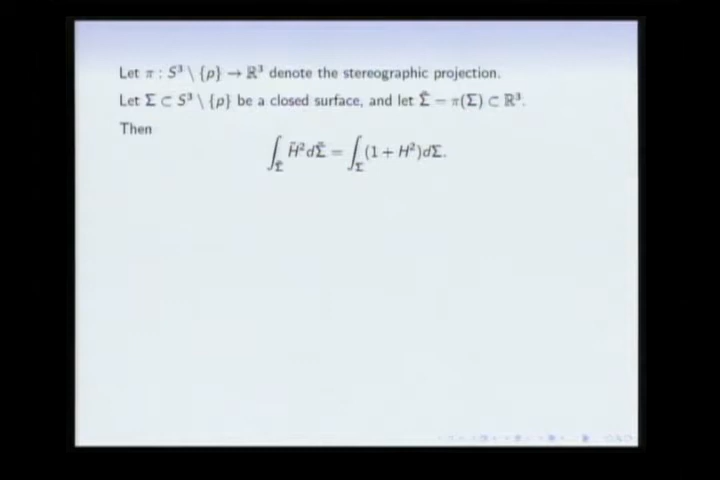 Let π : S³ \ {p} → ℝ³ denote the stereographic projection.
Let Σ ⊂ S³ \ {p} be a closed surface, and let Σ̃ = π(Σ) ⊂ ℝ³.
Then
∫_Σ̃ H̃² dΣ̃ = ∫_Σ (1 + H²) dΣ.